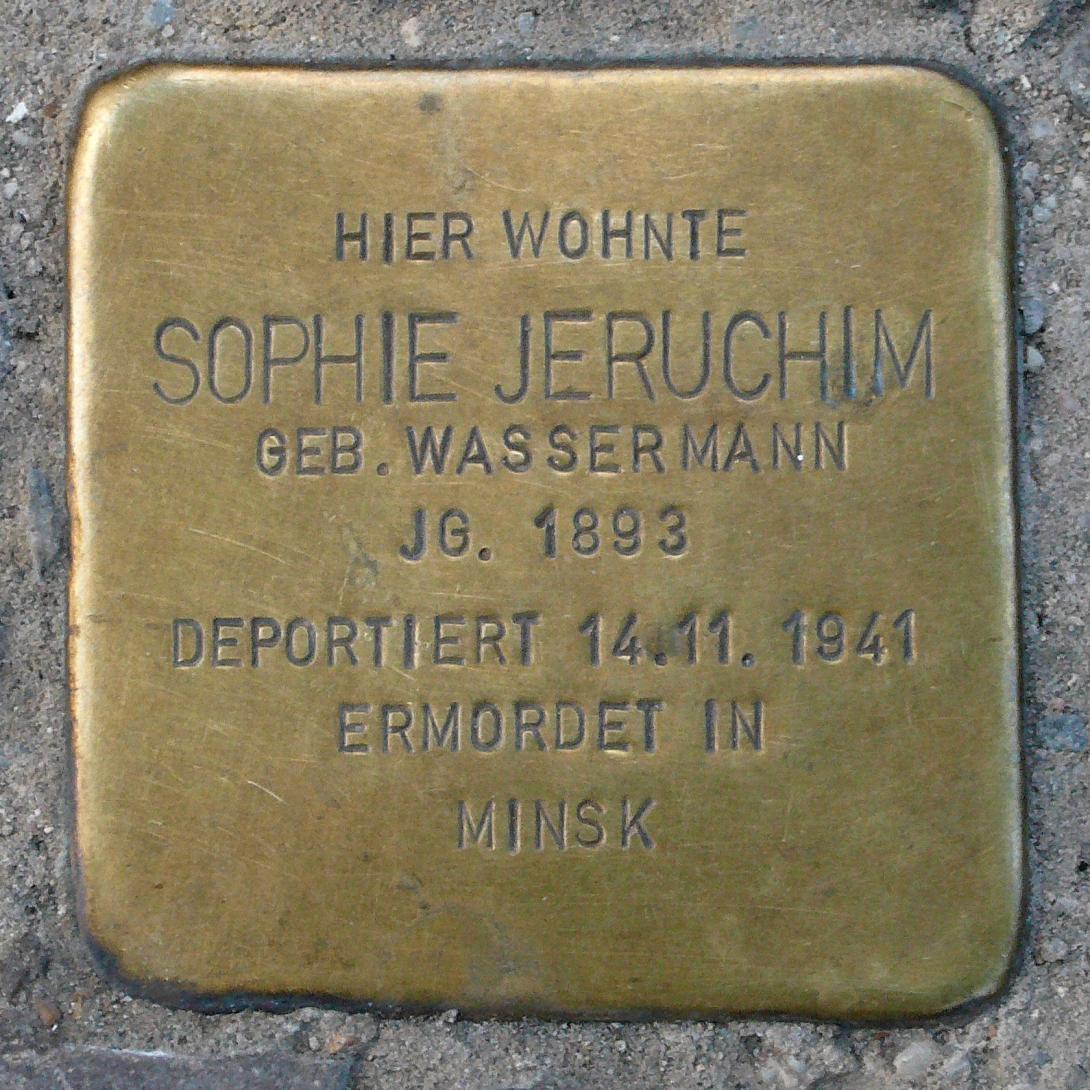 HIER WOHNTE
SOPHIE JERUCHIM
GEB. WASSERMANN
JG. 1893
DEPORTIERT 14.11.1941
ERMORDET IN
MINSK